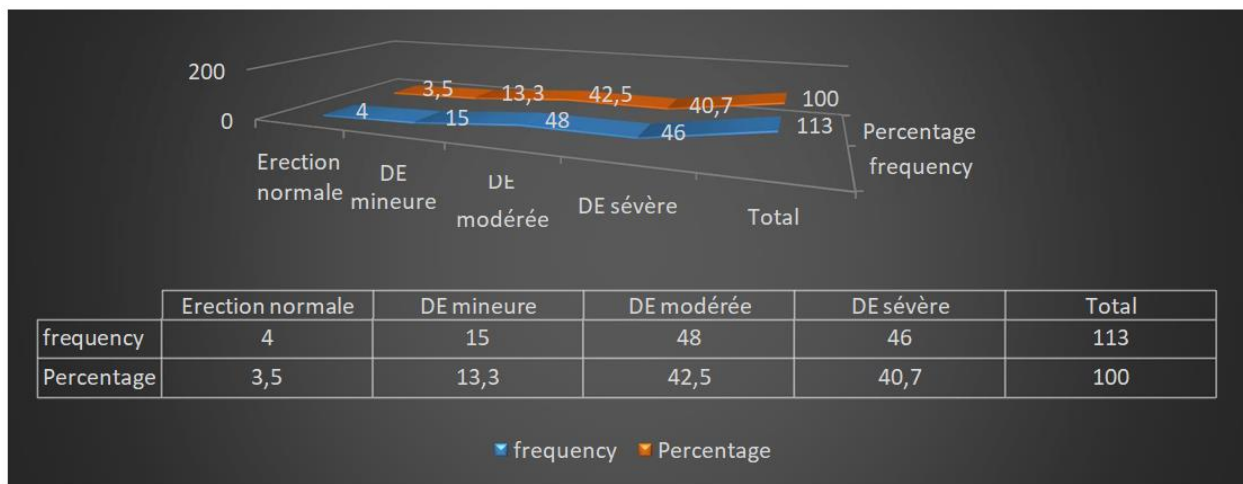 200
0
3,5 13,3 42,5 40,7 100
4 15 48 46 113
Percentage
frequency
Erection
normale
DE
mineure
DE
modérée
DE sévère
Total
Erection normale DE mineure DE modérée DE sévère Total
frequency 4 15 48 46 113
Percentage 3,5 13,3 42,5 40,7 100
frequency Percentage